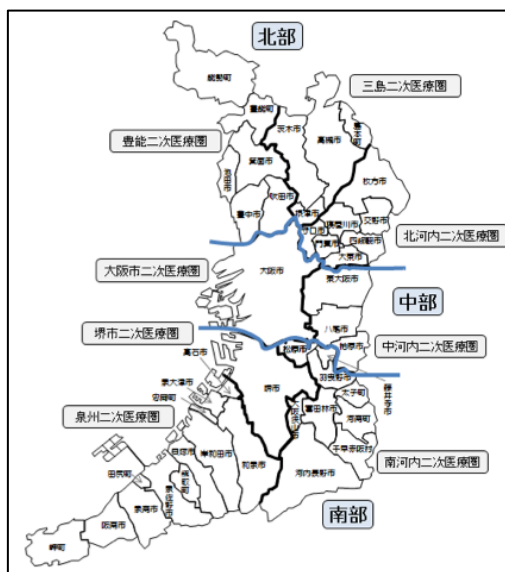 北部
能勢町
三島二次医療圏
豊能町
茨木市
高槻市
島本町
豊能二次医療圏
箕面市
池田市
枚方市
吹田市
豊中市
摂津市
守口市
寝屋川市
交野市
門真市
四條畷市
北河内二次医療圏
大東市
大阪市二次医療圏
大阪市
東大阪市
中部
堺市二次医療圏
八尾市
柏原市
中河内二次医療圏
松原市
高石市
羽曳野市
藤井寺市
泉大津市
忠岡町
堺市
太子町
大阪狭山市
富田林市
河南町
泉州二次医療圏
千早赤阪村
貝塚市
岸和田市
和泉市
南河内二次医療圏
田尻町
熊取町
河内長野市
泉佐野市
泉南市
阪南市
岬町
南部